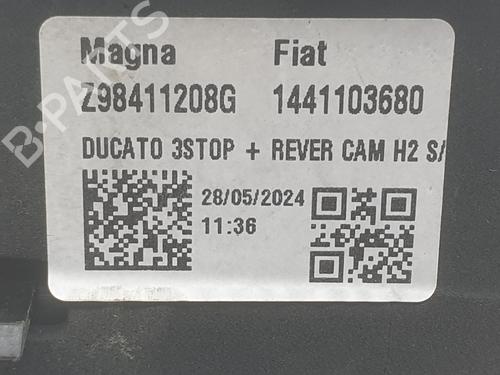 Magna Fiat
Z98411208G 1441103680
DUCATO 3STOP + REVER CAM H2 S/
28/05/2024
11:36
B-PARTS